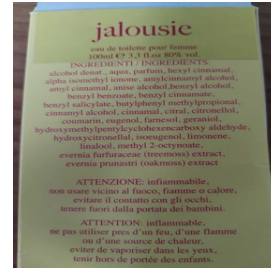 jalousie
eau de toilette pour femme
100ml ℮ 3,3 fl.oz 80% vol.
INGREDIENTI / INGREDIENTS:
alcohol denat., aqua, parfum, hexyl cinnamal,
alpha isomethyl ionone, amylcinnamyl alcohol,
amyl cinnamal, anise alcohol,benzyl alcohol,
benzyl benzoate, benzyl cinnamate,
benzyl salicylate, butylphenyl methylpropional,
cinnamyl alcohol, cinnamal, citral, citronellol,
coumarin, eugenol, farnesol, geraniol,
hydroxymethylpentylcyclohexencarboxy aldehyde,
hydroxycitronellal, isoeugenol, limonene,
linalool, methyl 2-octynoate,
evernia furfuraceae (treemoss) extract,
evernia prunastri (oakmoss) extract
ATTENZIONE: infiammabile,
non usare vicino al fuoco, fiamme o calore,
evitare il contatto con gli occhi,
tenere fuori dalla portata dei bambini.
ATTENTION: inflammable,
ne pas utiliser pres d'un feu, d'une flamme
ou d'une source de chaleur,
eviter de vaporiser dans les yeux,
tenir hors de portée des enfants.